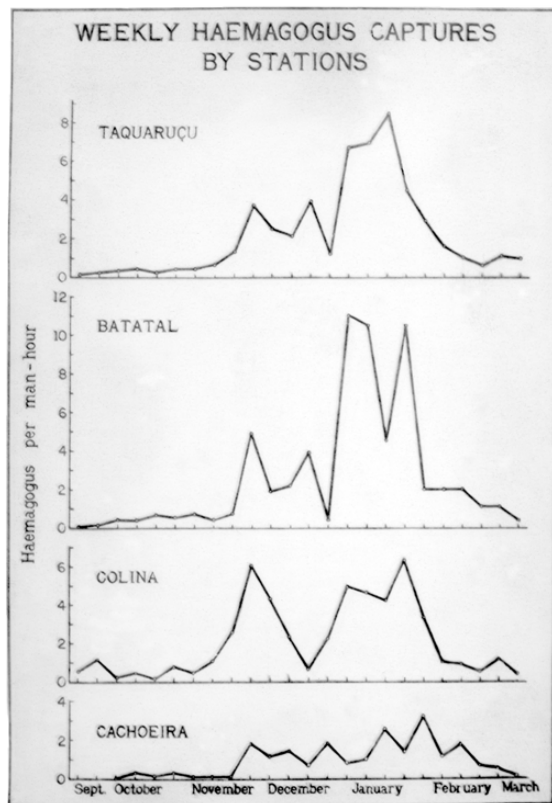 WEEKLY HAEMAGOGUS CAPTURES
BY STATIONS
Haemagogus per man-hour
TAQUARUÇU
8
6
4
2
0
BATATAL
12
10
8
6
4
2
0
COLINA
6
4
2
0
CACHOEIRA
4
2
0
Sept. October November December January February March